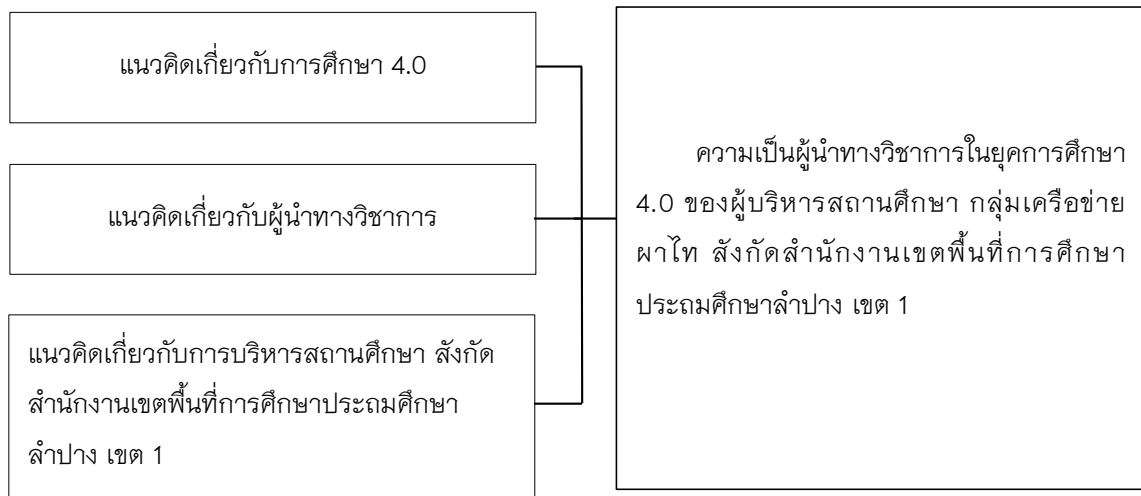 แนวคิดเกี่ยวกับการศึกษา 4.0
แนวคิดเกี่ยวกับผู้นำทางวิชาการ
แนวคิดเกี่ยวกับการบริหารสถานศึกษา สังกัด
สำนักงานเขตพื้นที่การศึกษาประถมศึกษา
ลำปาง เขต 1
ความเป็นผู้นำทางวิชาการในยุคการศึกษา
4.0 ของผู้บริหารสถานศึกษา กลุ่มเครือข่าย
ผาไท สังกัดสำนักงานเขตพื้นที่การศึกษา
ประถมศึกษาลำปาง เขต 1